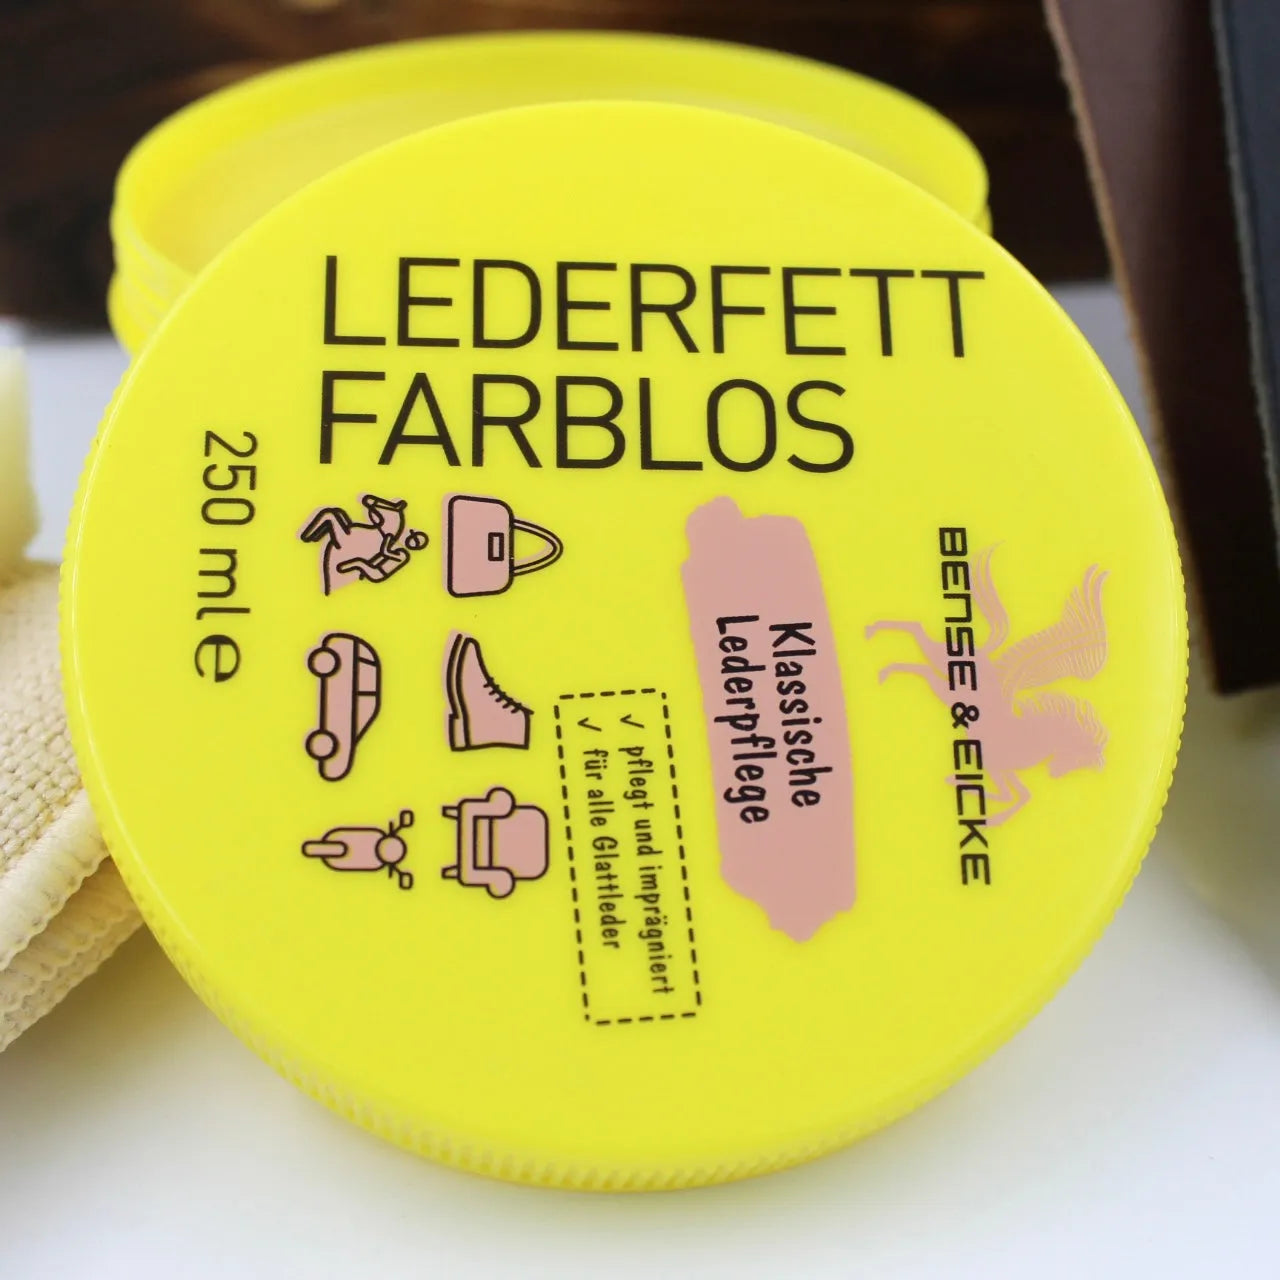 LEDERFETT
FARBLOS
BENSE & EICKE
Klassische
Lederpflege
✓ pflegt und imprägniert
✓ für alle Glattleder
250 ml e